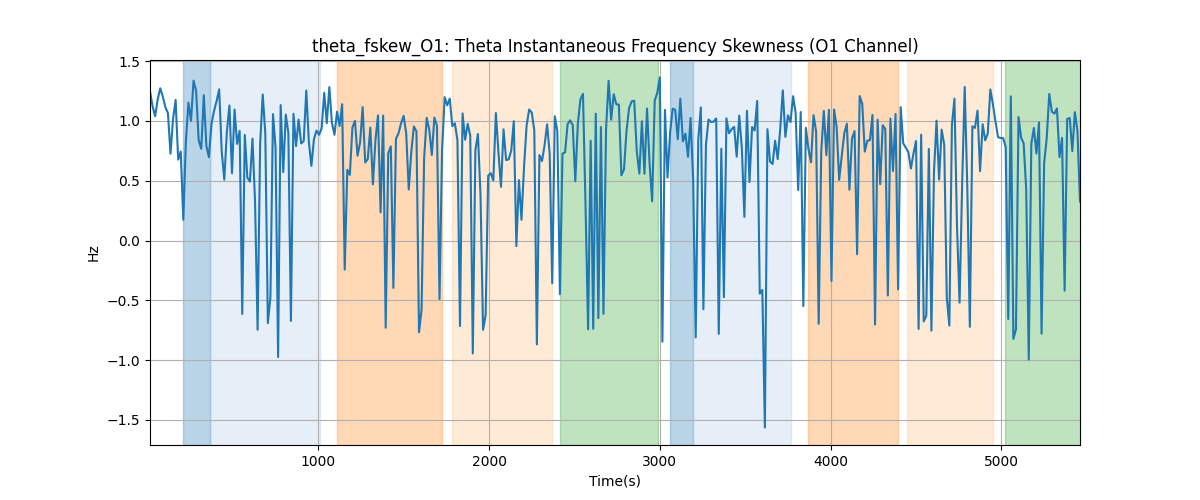 theta_fskew_O1: Theta Instantaneous Frequency Skewness (O1 Channel)
1.5
1.0
0.5
0.0
−0.5
−1.0
−1.5
Hz
1000 2000 3000 4000 5000
Time(s)